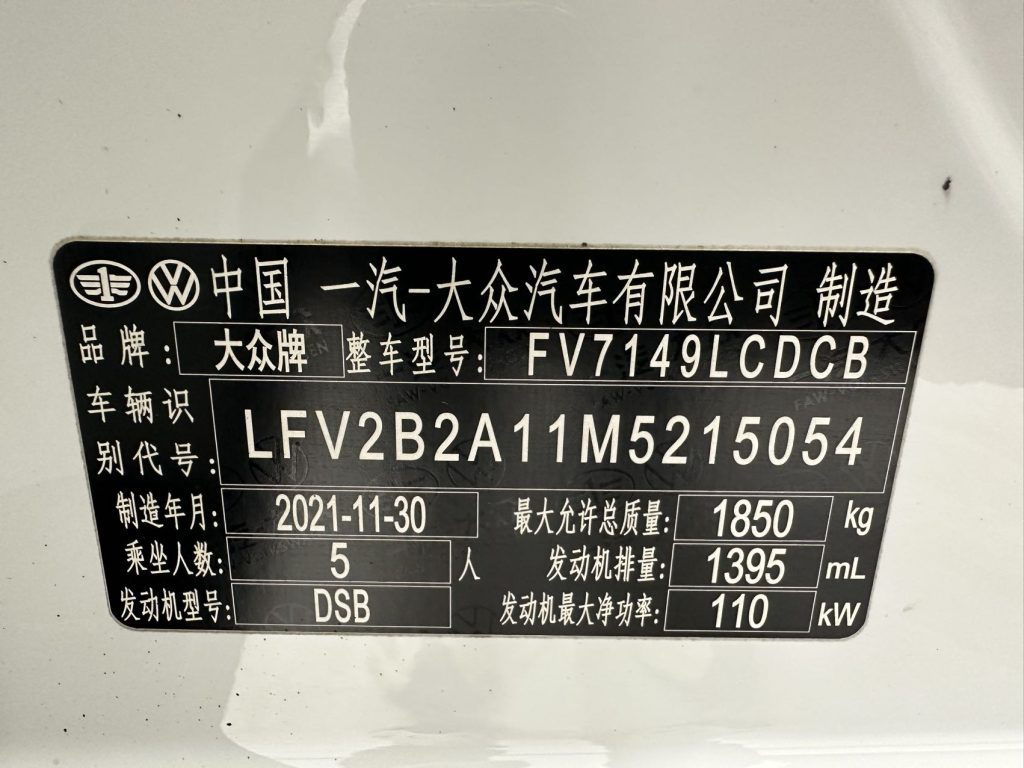 中国 一汽-大众汽车有限公司 制造
品牌: 大众牌 整车型号: FV7149LCDCB
车辆识别代号: LFV2B2A11M5215054
制造年月: 2021-11-30 最大允许总质量: 1850 kg
乘坐人数: 5 人 发动机排量: 1395 mL
发动机型号: DSB 发动机最大净功率: 110 kW